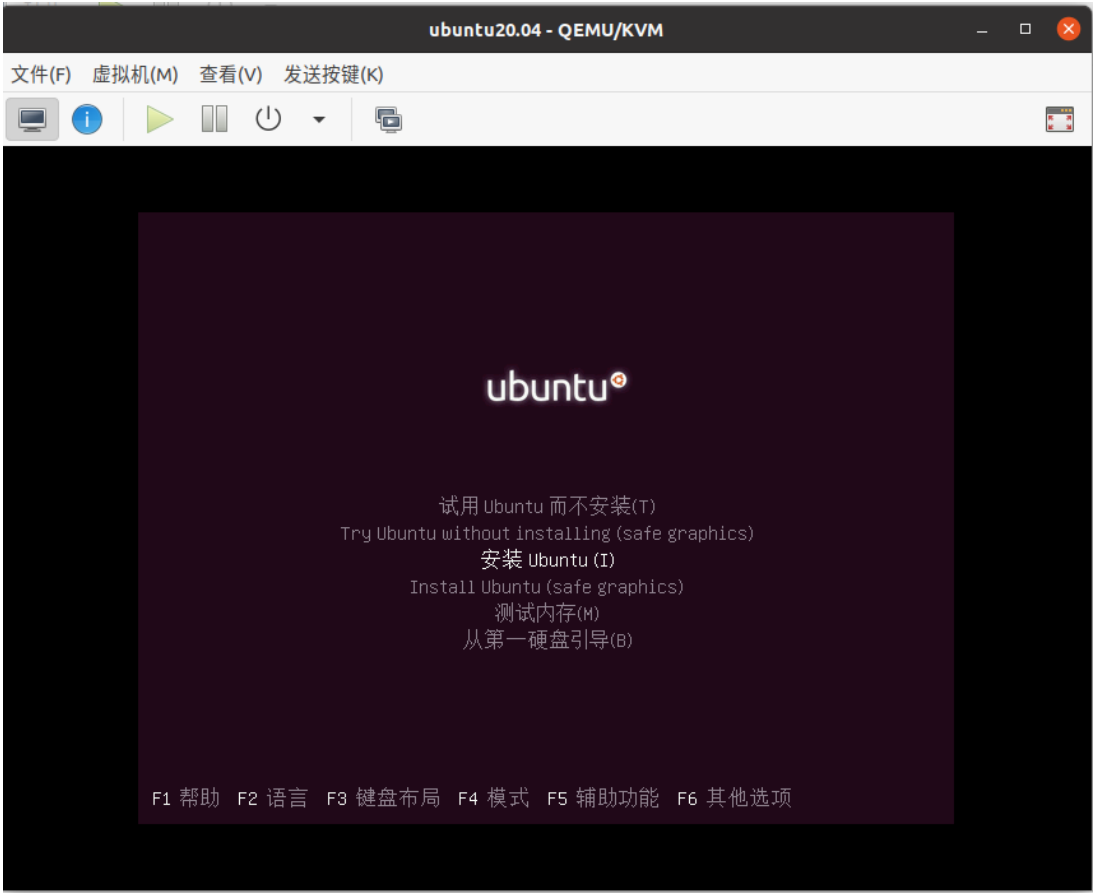 ubuntu20.04 - QEMU/KVM
文件(F) 虚拟机(M) 查看(V) 发送按键(K)
ubuntu
试用 Ubuntu 而不安装(T)
Try Ubuntu without installing (safe graphics)
安装 Ubuntu (I)
Install Ubuntu (safe graphics)
测试内存(M)
从第一硬盘引导(B)
F1 帮助 F2 语言 F3 键盘布局 F4 模式 F5 辅助功能 F6 其他选项